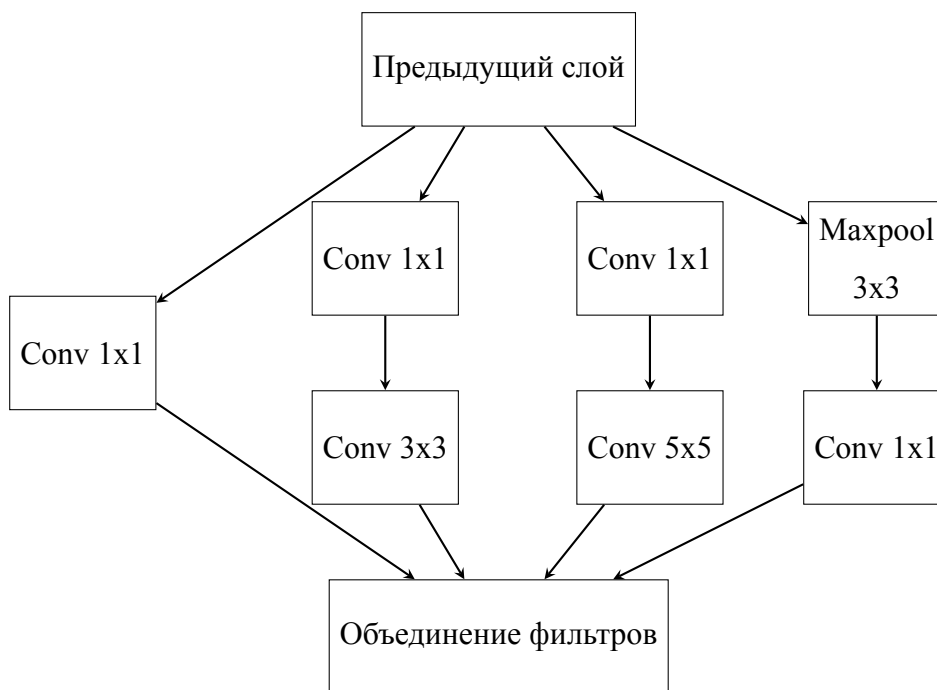 Предыдущий слой
Conv 1x1
Conv 1x1
Maxpool
3x3
Conv 1x1
Conv 3x3
Conv 5x5
Conv 1x1
Объединение фильтров